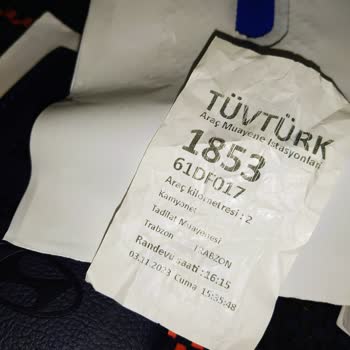 TÜVTÜRK
Araç Muayene İstasyonları
1853
61DF017
Araç kilometresi : 2
Kamyonet
Tadilat Muayenesi
Trabzon TRABZON
Randevu saati :16:15
03.11.2023 Cuma 15:35:48